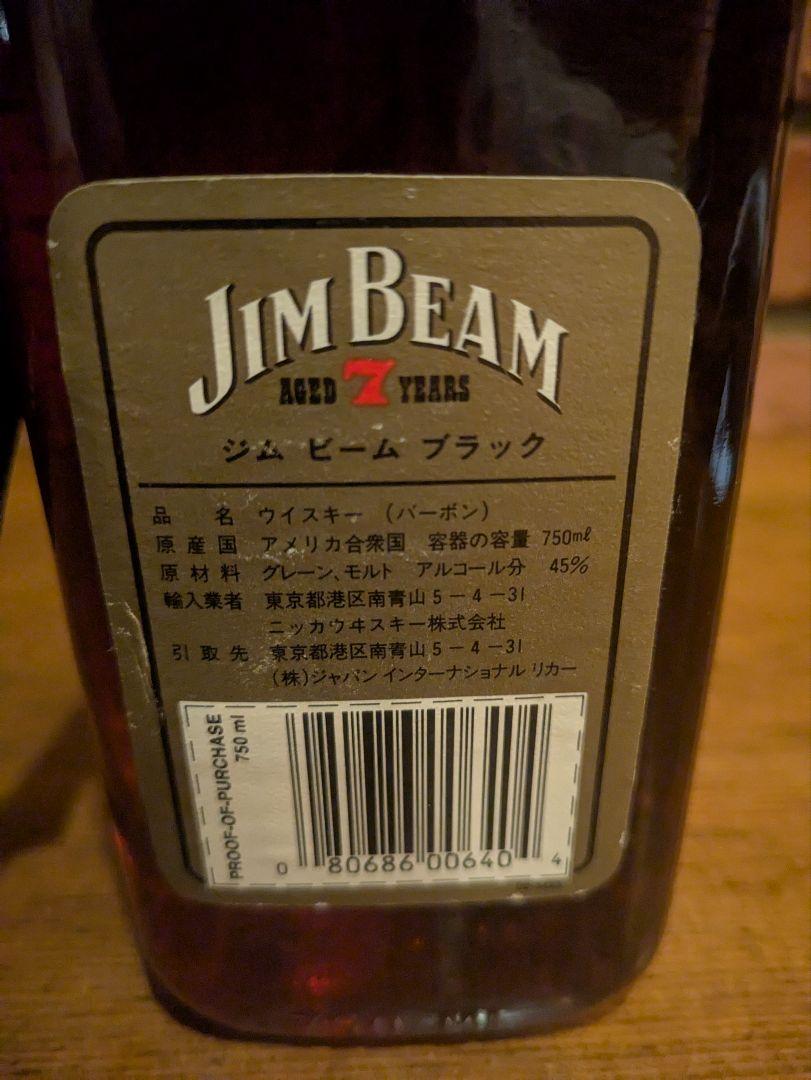 JIM BEAM
AGED 7 YEARS
ジム ビーム ブラック
品 名 ウイスキー (バーボン)
原産国 アメリカ合衆国 容器の容量 750mℓ
原材料 グレーン、モルト アルコール分 45%
輸入業者 東京都港区南青山5-4-31
ニッカウヰスキー株式会社
引取先 東京都港区南青山5-4-31
(株)ジャパン インターナショナル リカー
PROOF-OF-PURCHASE
750 ml
0 80686 00640 4